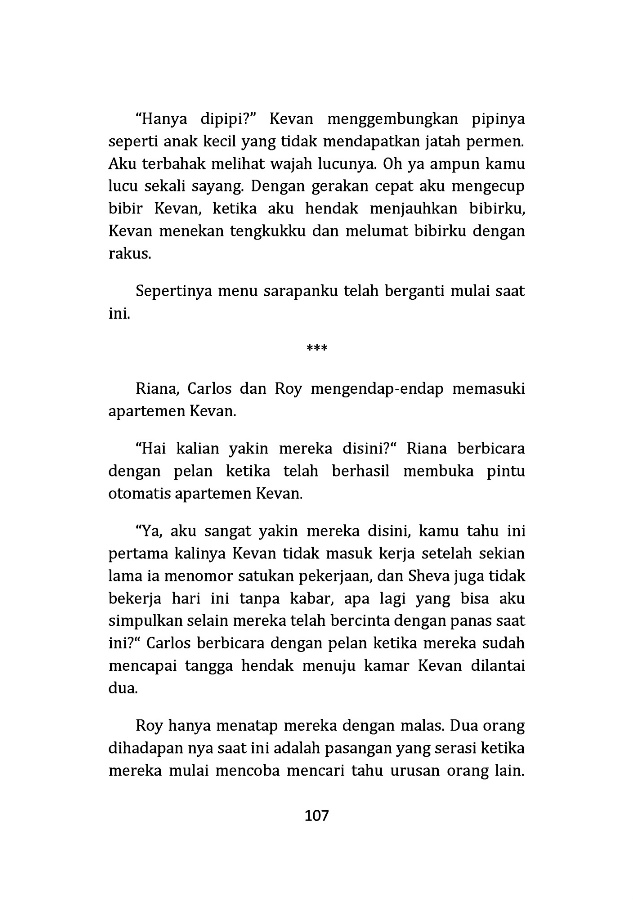 “Hanya dipipi?” Kevan menggembungkan pipinya
seperti anak kecil yang tidak mendapatkan jatah permen.
Aku terbahak melihat wajah lucunya. Oh ya ampun kamu
lucu sekali sayang. Dengan gerakan cepat aku mengecup
bibir Kevan, ketika aku hendak menjauhkan bibirku,
Kevan menekan tengkukku dan melumat bibirku dengan
rakus.
Sepertinya menu sarapanku telah berganti mulai saat
ini.
***
Riana, Carlos dan Roy mengendap-endap memasuki
apartemen Kevan.
“Hai kalian yakin mereka disini?“ Riana berbicara
dengan pelan ketika telah berhasil membuka pintu
otomatis apartemen Kevan.
“Ya, aku sangat yakin mereka disini, kamu tahu ini
pertama kalinya Kevan tidak masuk kerja setelah sekian
lama ia menomor satukan pekerjaan, dan Sheva juga tidak
bekerja hari ini tanpa kabar, apa lagi yang bisa aku
simpulkan selain mereka telah bercinta dengan panas saat
ini?“ Carlos berbicara dengan pelan ketika mereka sudah
mencapai tangga hendak menuju kamar Kevan dilantai
dua.
Roy hanya menatap mereka dengan malas. Dua orang
dihadapan nya saat ini adalah pasangan yang serasi ketika
mereka mulai mencoba mencari tahu urusan orang lain.
107